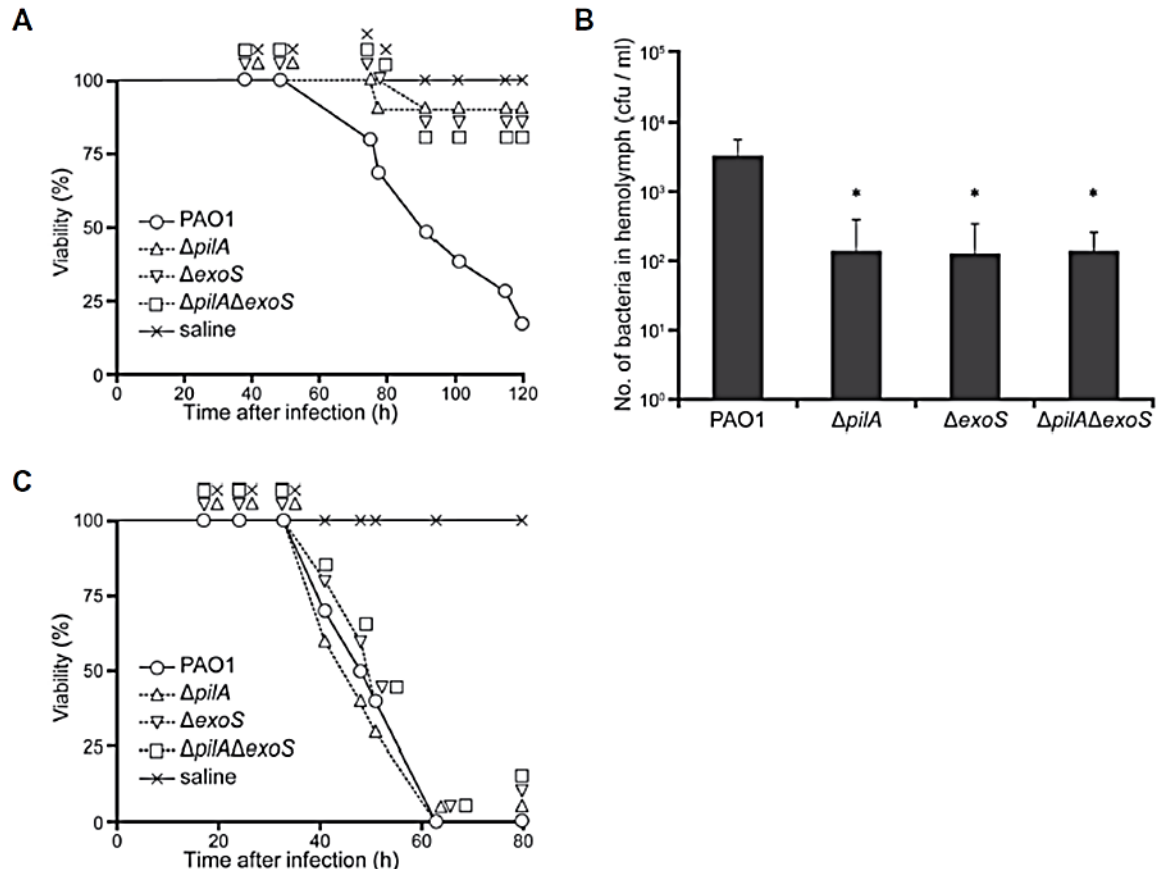 A
100
75
50
25
0
Viability (%)
PAO1
ΔpilA
ΔexoS
ΔpilAΔexoS
saline
0 20 40 60 80 100 120
Time after infection (h)
B
No. of bacteria in hemolymph (cfu / ml)
10⁵
10⁴
10³
10²
10¹
10⁰
* * *
PAO1 ΔpilA ΔexoS ΔpilAΔexoS
C
100
75
50
25
0
Viability (%)
PAO1
ΔpilA
ΔexoS
ΔpilAΔexoS
saline
0 20 40 60 80
Time after infection (h)